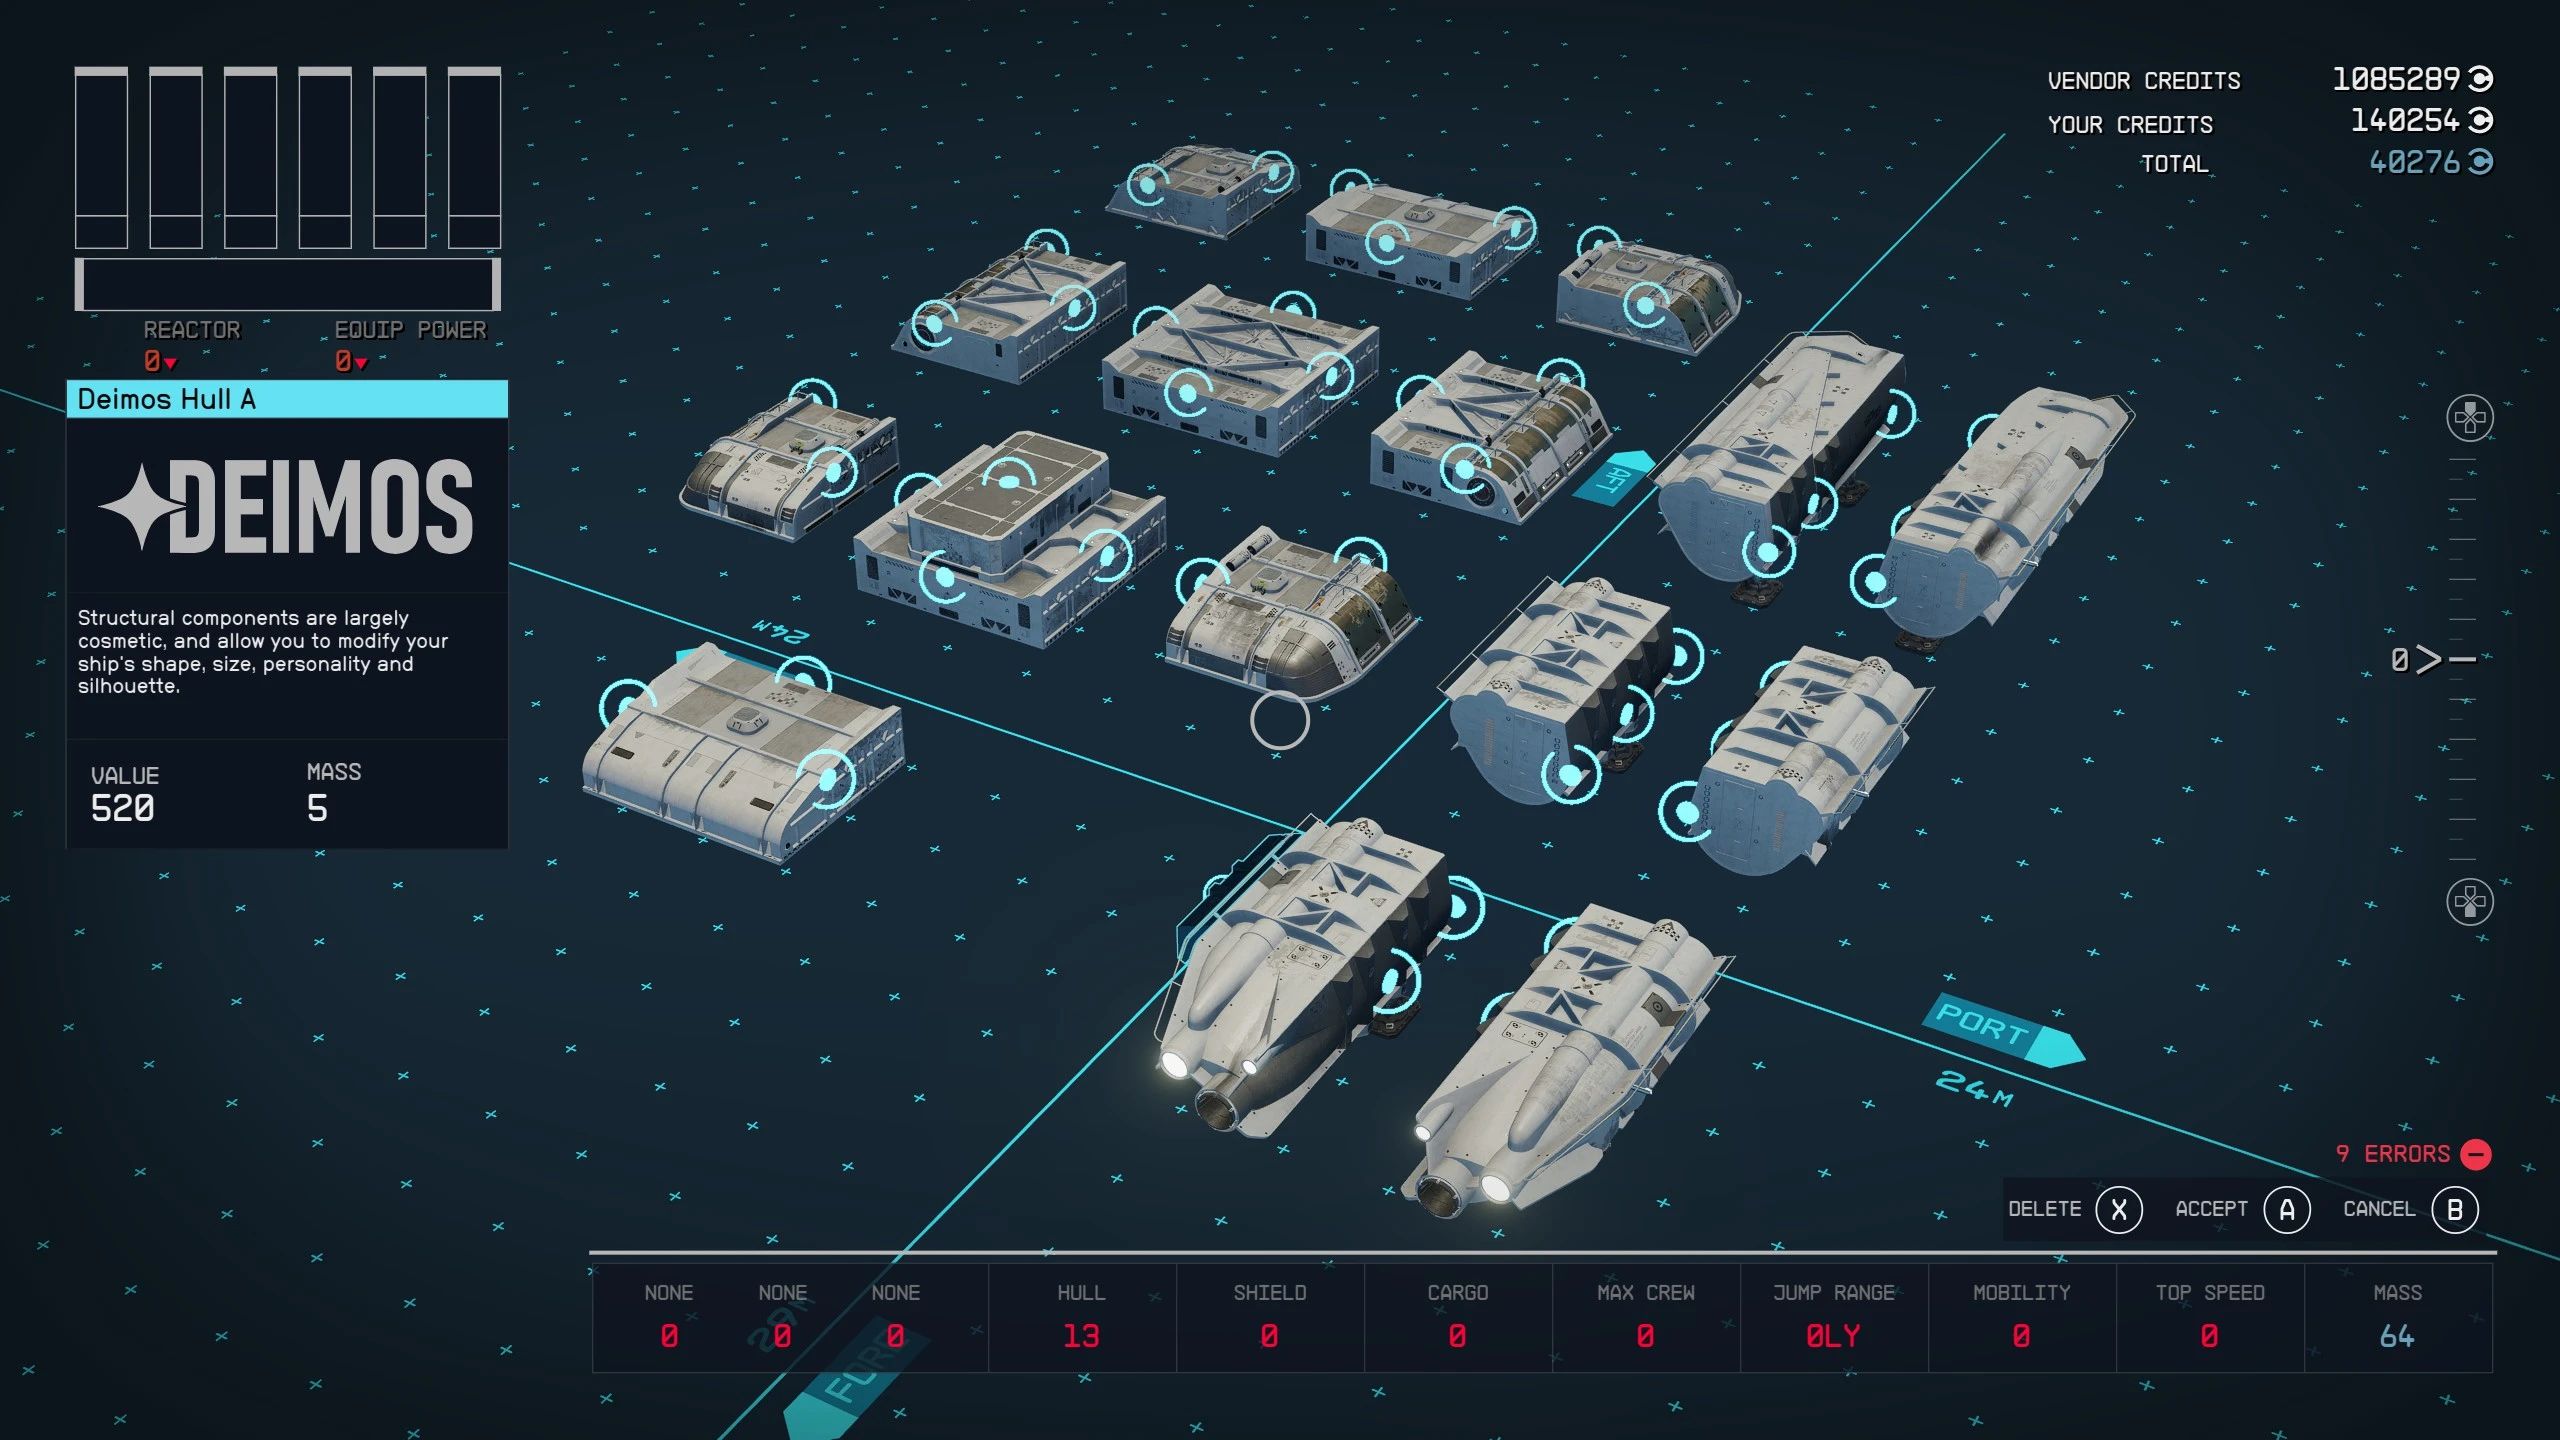 VENDOR CREDITS 1085289
YOUR CREDITS 140254
TOTAL 40276
REACTOR EQUIP POWER
0 0
Deimos Hull A
DEIMOS
Structural components are largely
cosmetic, and allow you to modify your
ship's shape, size, personality and
silhouette.
VALUE MASS
520 5
24M
AFT
0
PORT
24M
9 ERRORS
DELETE X ACCEPT A CANCEL B
NONE NONE NONE HULL SHIELD CARGO MAX CREW JUMP RANGE MOBILITY TOP SPEED MASS
0 0 0 13 0 0 0 0LY 0 0 64
FORE